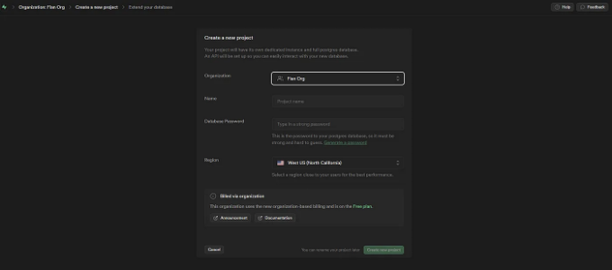 Organization: Five Org > Create a new project > Extend your database
Help
Feedback
Create a new project
Your project will have its own dedicated instance and full postgres database.
An API will be set up so you can easily interact with your new database.
Organization
Five Org
Name
Project name
Database Password
Type in a strong password
This is the password to your postgres database, so it must be
strong and hard to guess. Generate a password
Region
West US (North California)
Select a region close to your users for the best performance.
Billed via organization
This organization uses the new organization-based billing and is on the Free plan.
Announcement
Documentation
Cancel
You can rename your project later
Create new project